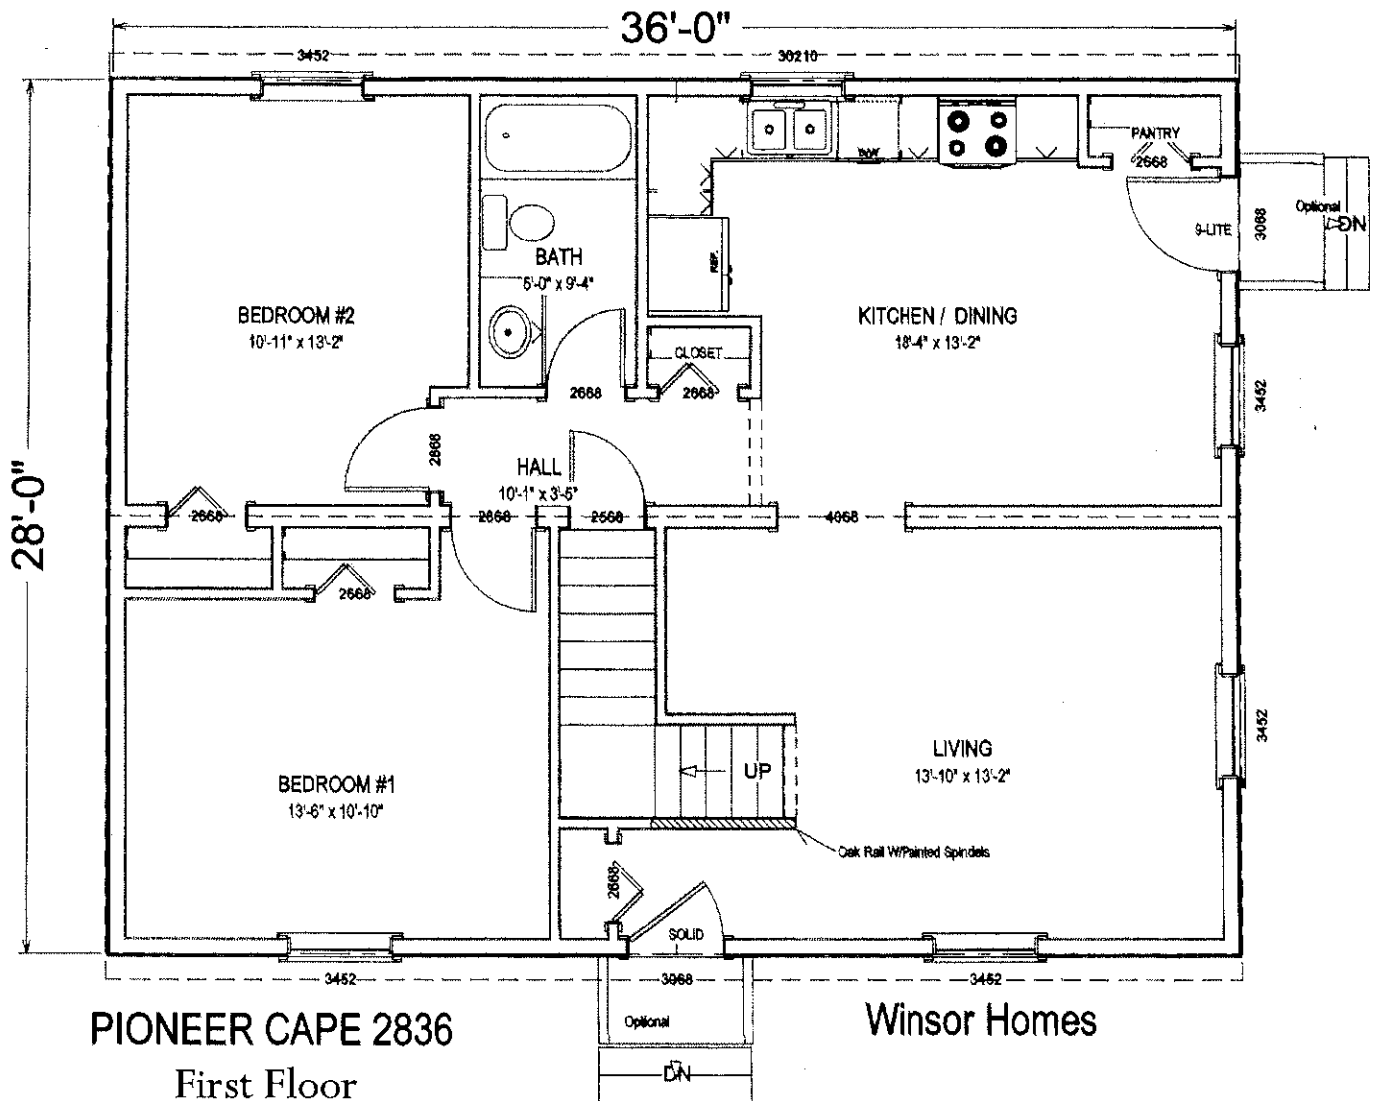 36'-0"
3452
30210
PANTRY
2668
Optional
DN
9-LITE
3068
REF.
BATH
5'-0" x 9'-4"
BEDROOM #2
10'-11" x 13'-2"
KITCHEN / DINING
18'-4" x 13'-2"
CLOSET
2668
2668
3452
2868
HALL
10'-1" x 3'-5"
28'-0"
2668
2868
2568
4068
2668
3452
LIVING
13'-10" x 13'-2"
UP
BEDROOM #1
13'-6" x 10'-10"
Oak Rail W/Painted Spindels
2668
SOLID
3452
3068
3452
PIONEER CAPE 2836
First Floor
Optional
DN
Winsor Homes